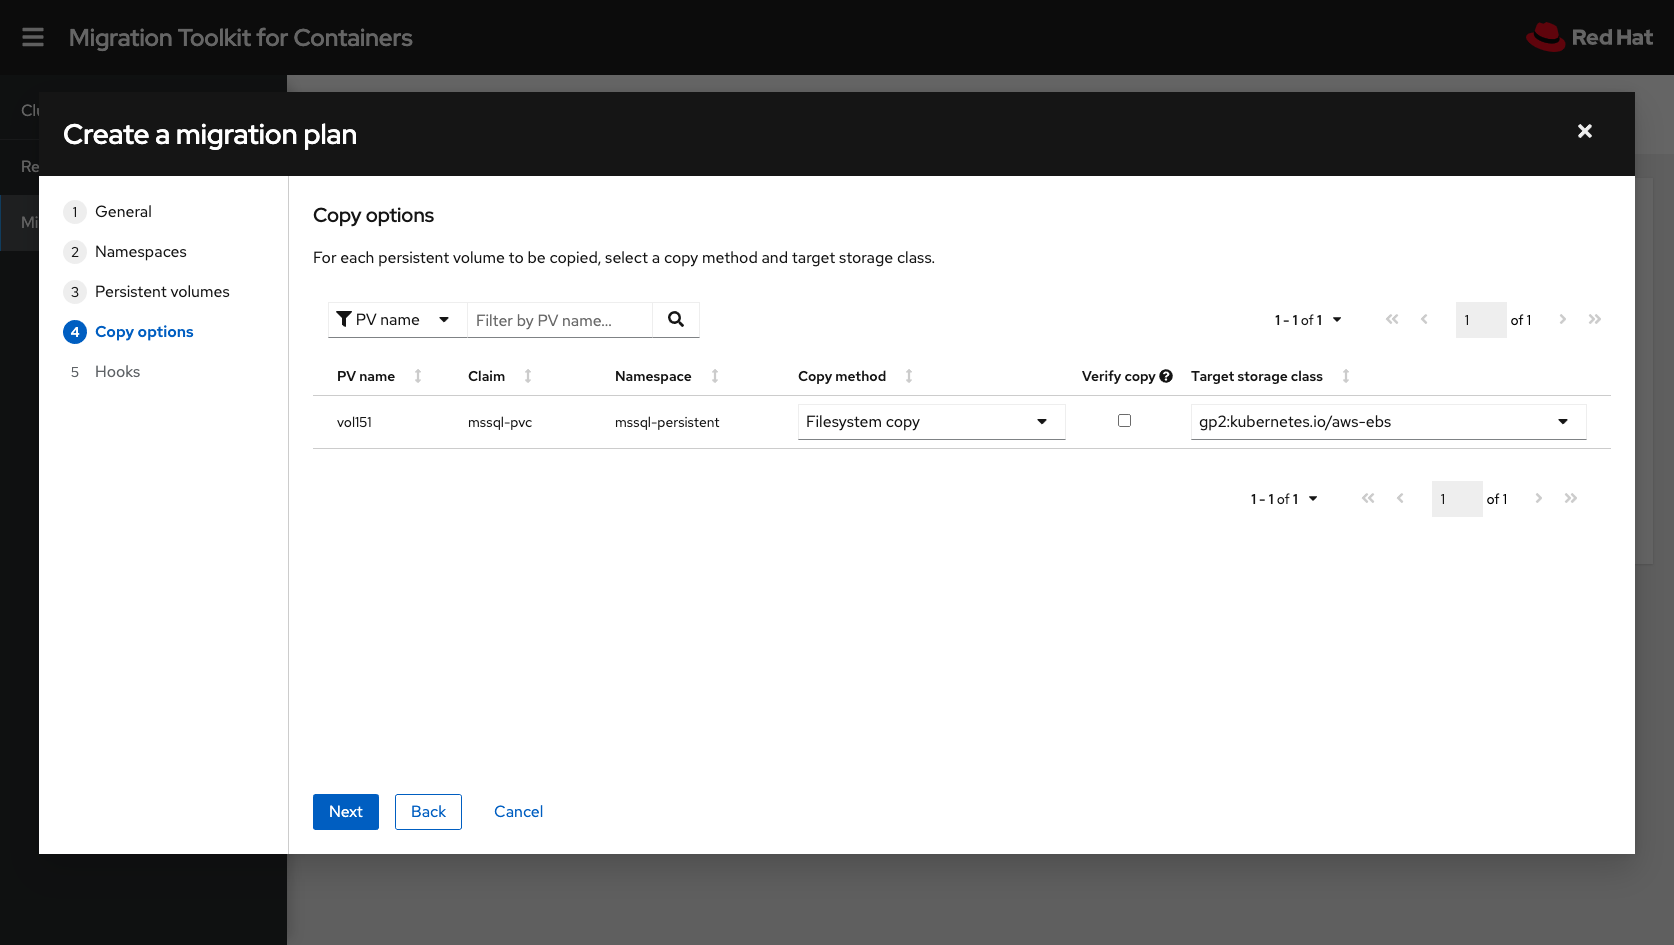 Migration Toolkit for Containers
Red Hat
Clu
Re
Mi
Create a migration plan
1 General
2 Namespaces
3 Persistent volumes
4 Copy options
5 Hooks
Copy options
For each persistent volume to be copied, select a copy method and target storage class.
PV name Filter by PV name... 1 - 1 of 1 1 of 1
PV name Claim Namespace Copy method Verify copy Target storage class
vol151 mssql-pvc mssql-persistent Filesystem copy gp2:kubernetes.io/aws-ebs
1 - 1 of 1 1 of 1
Next Back Cancel